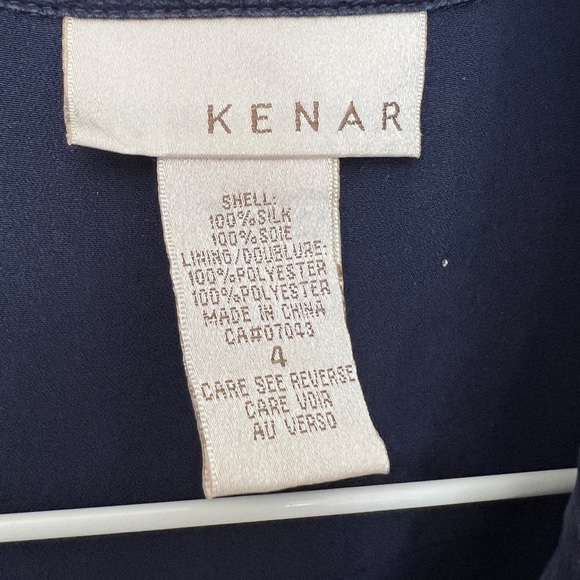 KENAR
SHELL:
100%SILK
100%SOIE
LINING/DOUBLURE:
100%POLYESTER
100%POLYESTER
MADE IN CHINA
CA#07043
4
CARE SEE REVERSE
CARE VOIR
AU VERSO